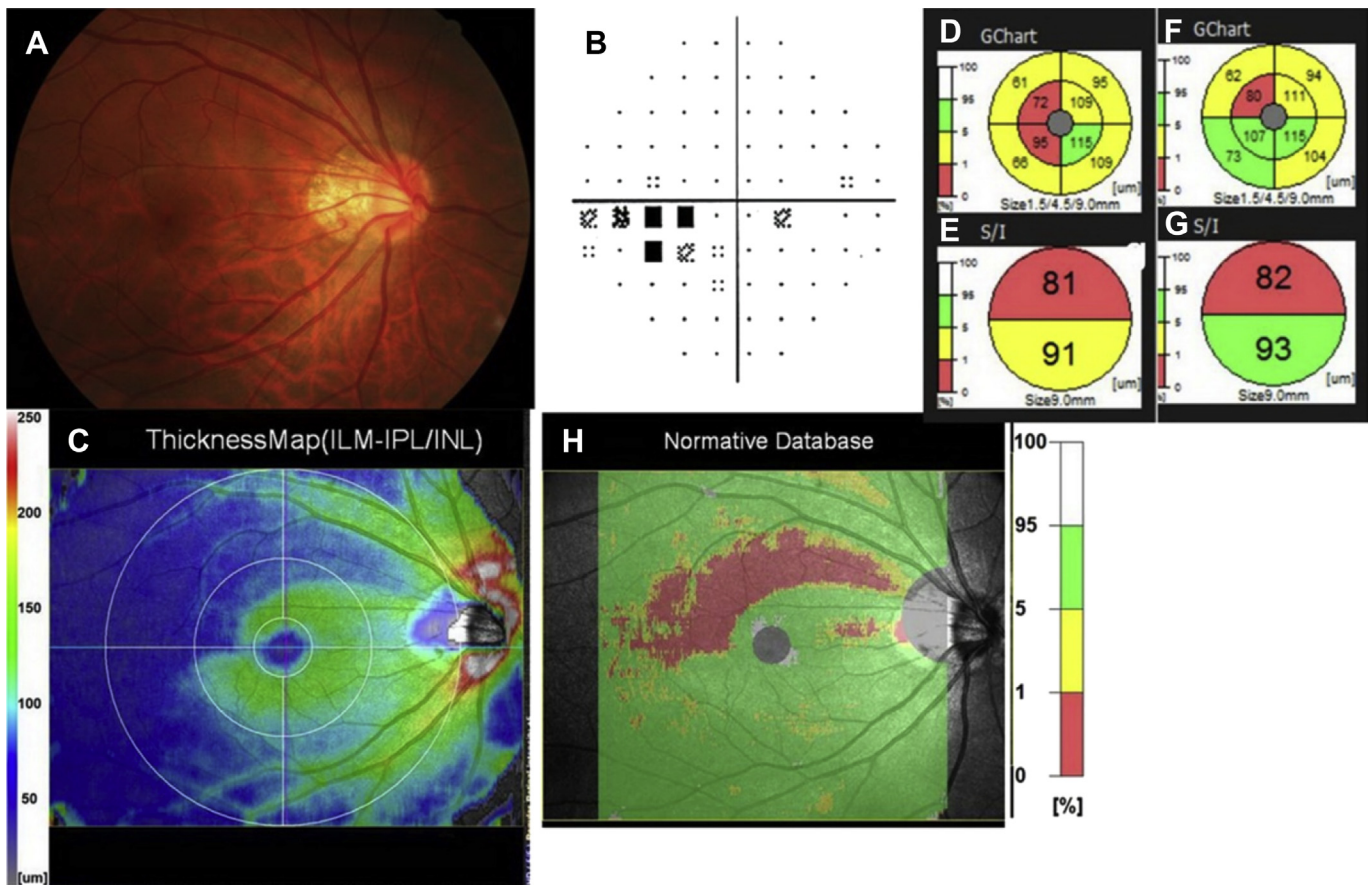 A
B
D
GChart
100
95
5
1
0
[%]
61
95
72
109
95
115
66
109
[um]
Size1.5/4.5/9.0mm
F
GChart
100
95
5
1
0
[%]
62
94
80
111
107
115
73
104
[um]
Size1.5/4.5/9.0mm
E
S/I
100
95
5
1
0
[%]
81
91
[um]
Size9.0mm
G
S/I
100
95
5
1
0
[%]
82
93
[um]
Size9.0mm
C
ThicknessMap(ILM-IPL/INL)
250
200
150
100
50
[um]
H
Normative Database
100
95
5
1
0
[%]